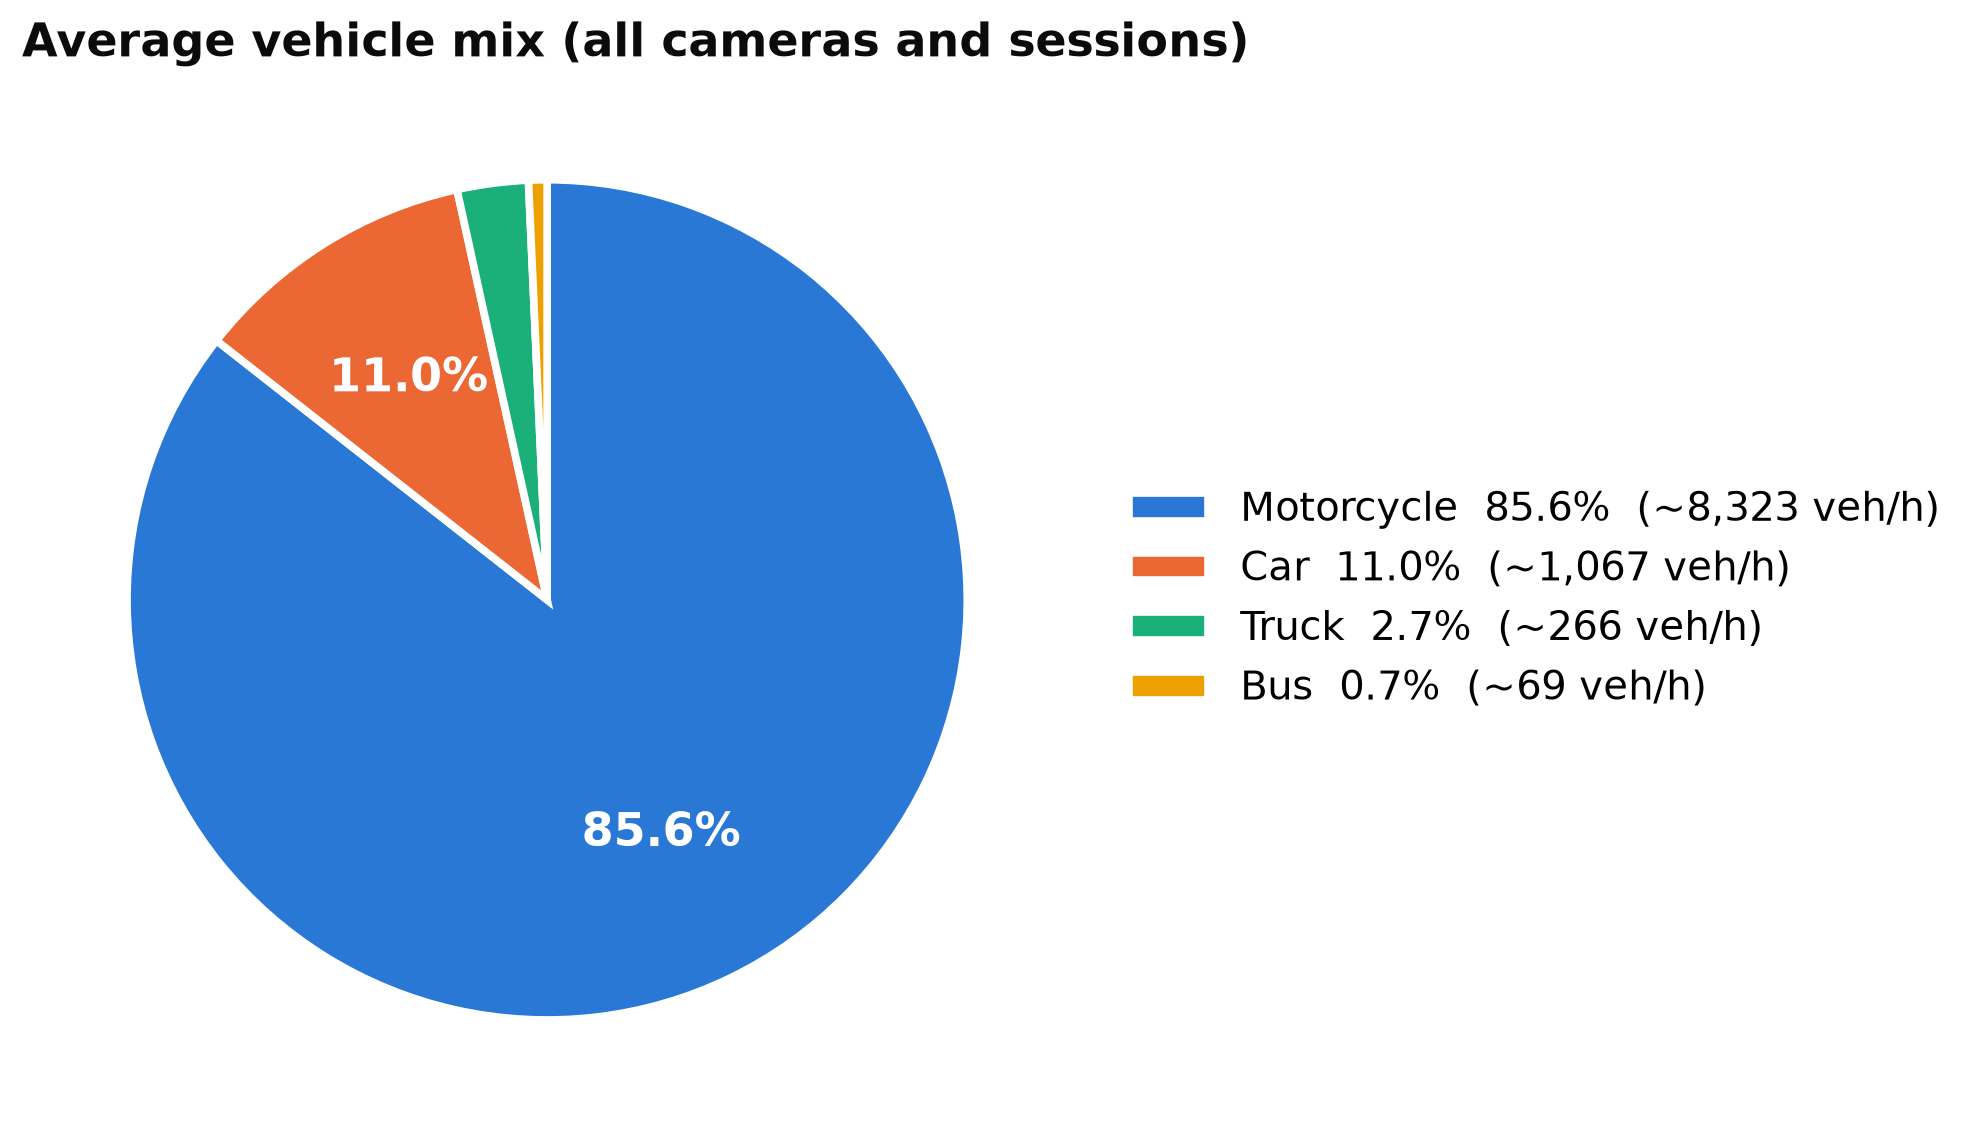 Average vehicle mix (all cameras and sessions)
11.0%
85.6%
Motorcycle  85.6%  (~8,323 veh/h)
Car  11.0%  (~1,067 veh/h)
Truck  2.7%  (~266 veh/h)
Bus  0.7%  (~69 veh/h)